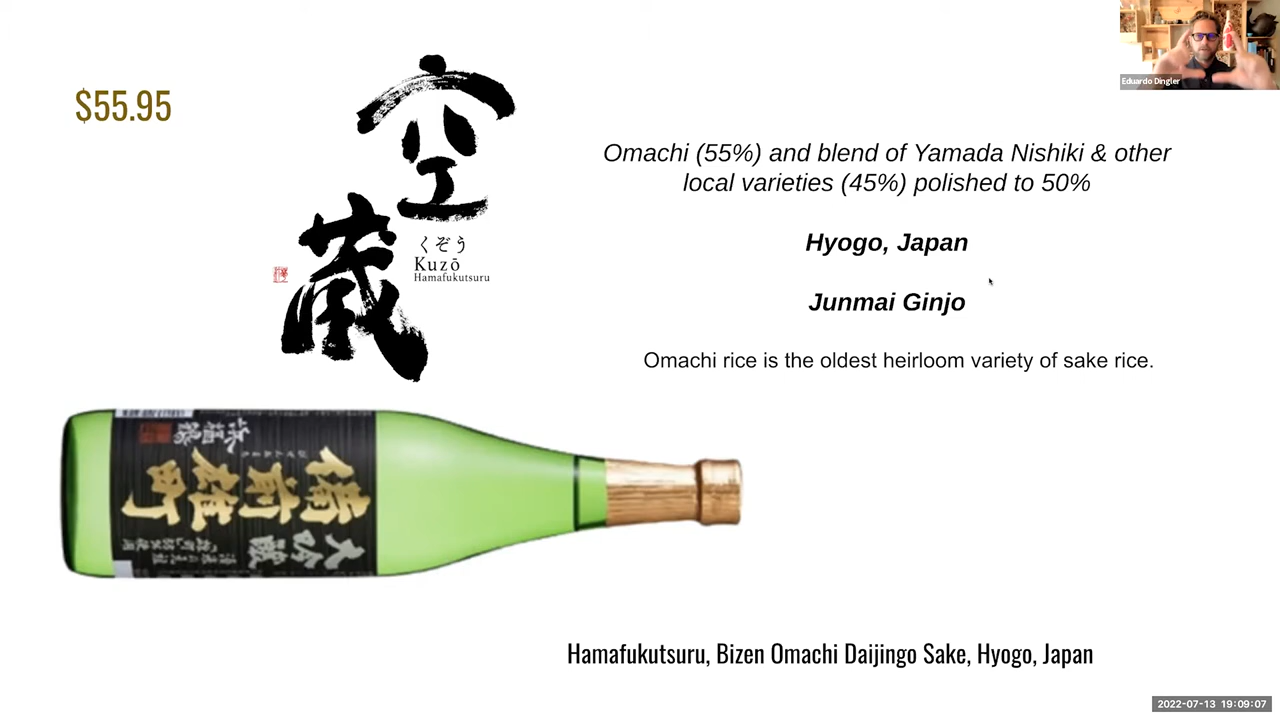 $55.95
空蔵
くぞう
Kuzō
Hamafukutsuru
Omachi (55%) and blend of Yamada Nishiki & other
local varieties (45%) polished to 50%
Hyogo, Japan
Junmai Ginjo
Omachi rice is the oldest heirloom variety of sake rice.
備前雄町
大吟醸
浜福鶴
Hamafukutsuru, Bizen Omachi Daijingo Sake, Hyogo, Japan
Eduardo Dingler
2022-07-13 19:09:07